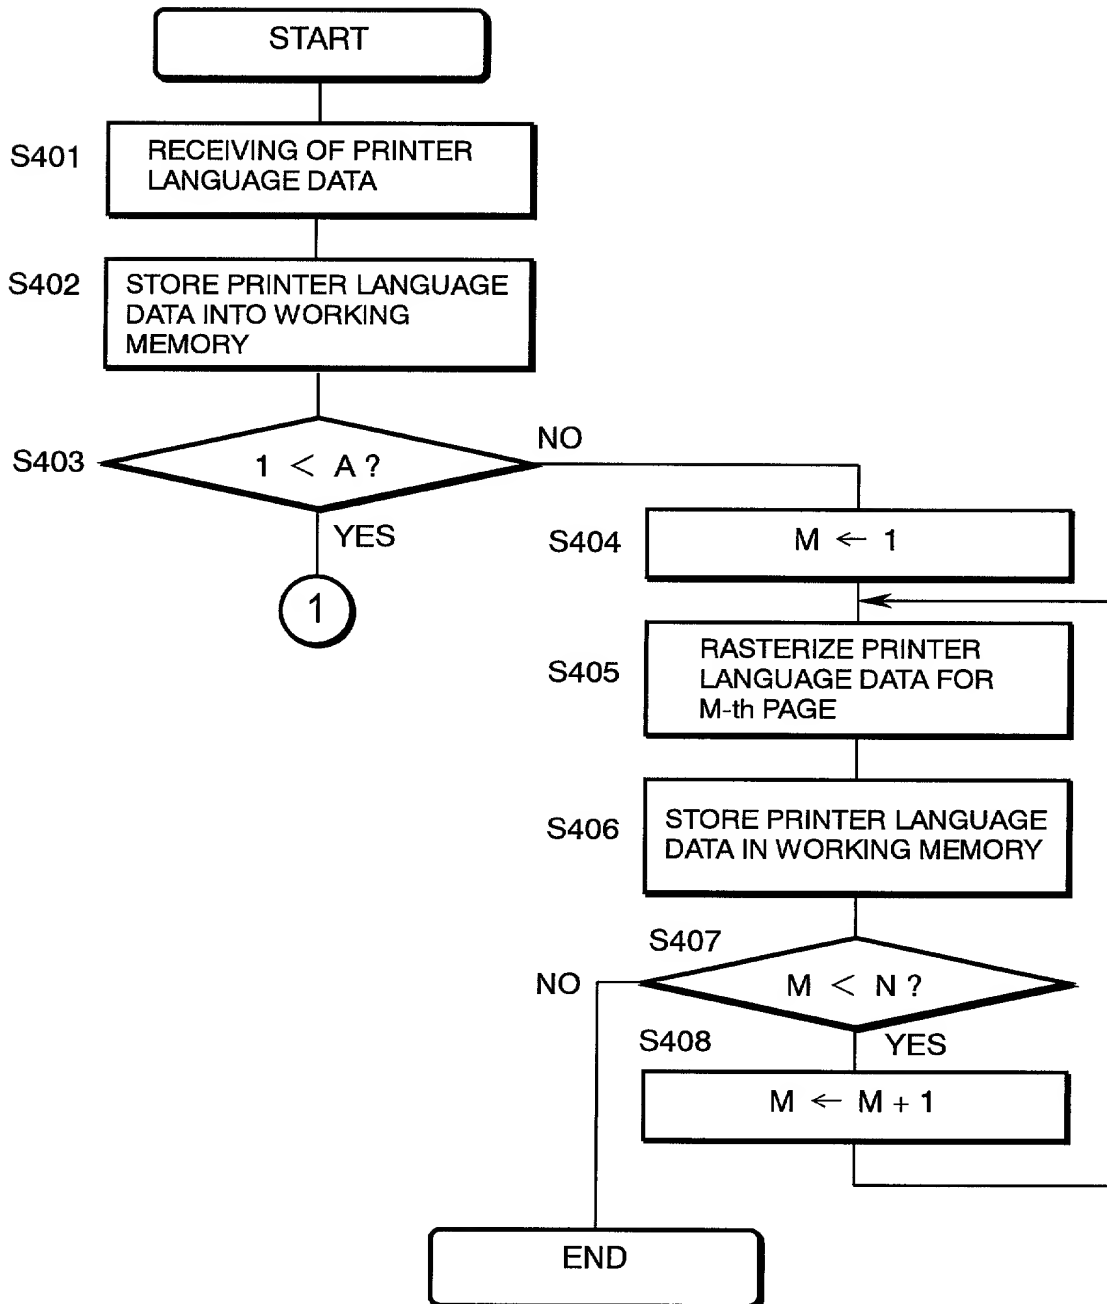 START
S401
RECEIVING OF PRINTER
LANGUAGE DATA
S402
STORE PRINTER LANGUAGE
DATA INTO WORKING
MEMORY
S403
1 < A ?
NO
YES
1
S404
M ← 1
S405
RASTERIZE PRINTER
LANGUAGE DATA FOR
M-th PAGE
S406
STORE PRINTER LANGUAGE
DATA IN WORKING MEMORY
S407
NO
M < N ?
S408
YES
M ← M + 1
END